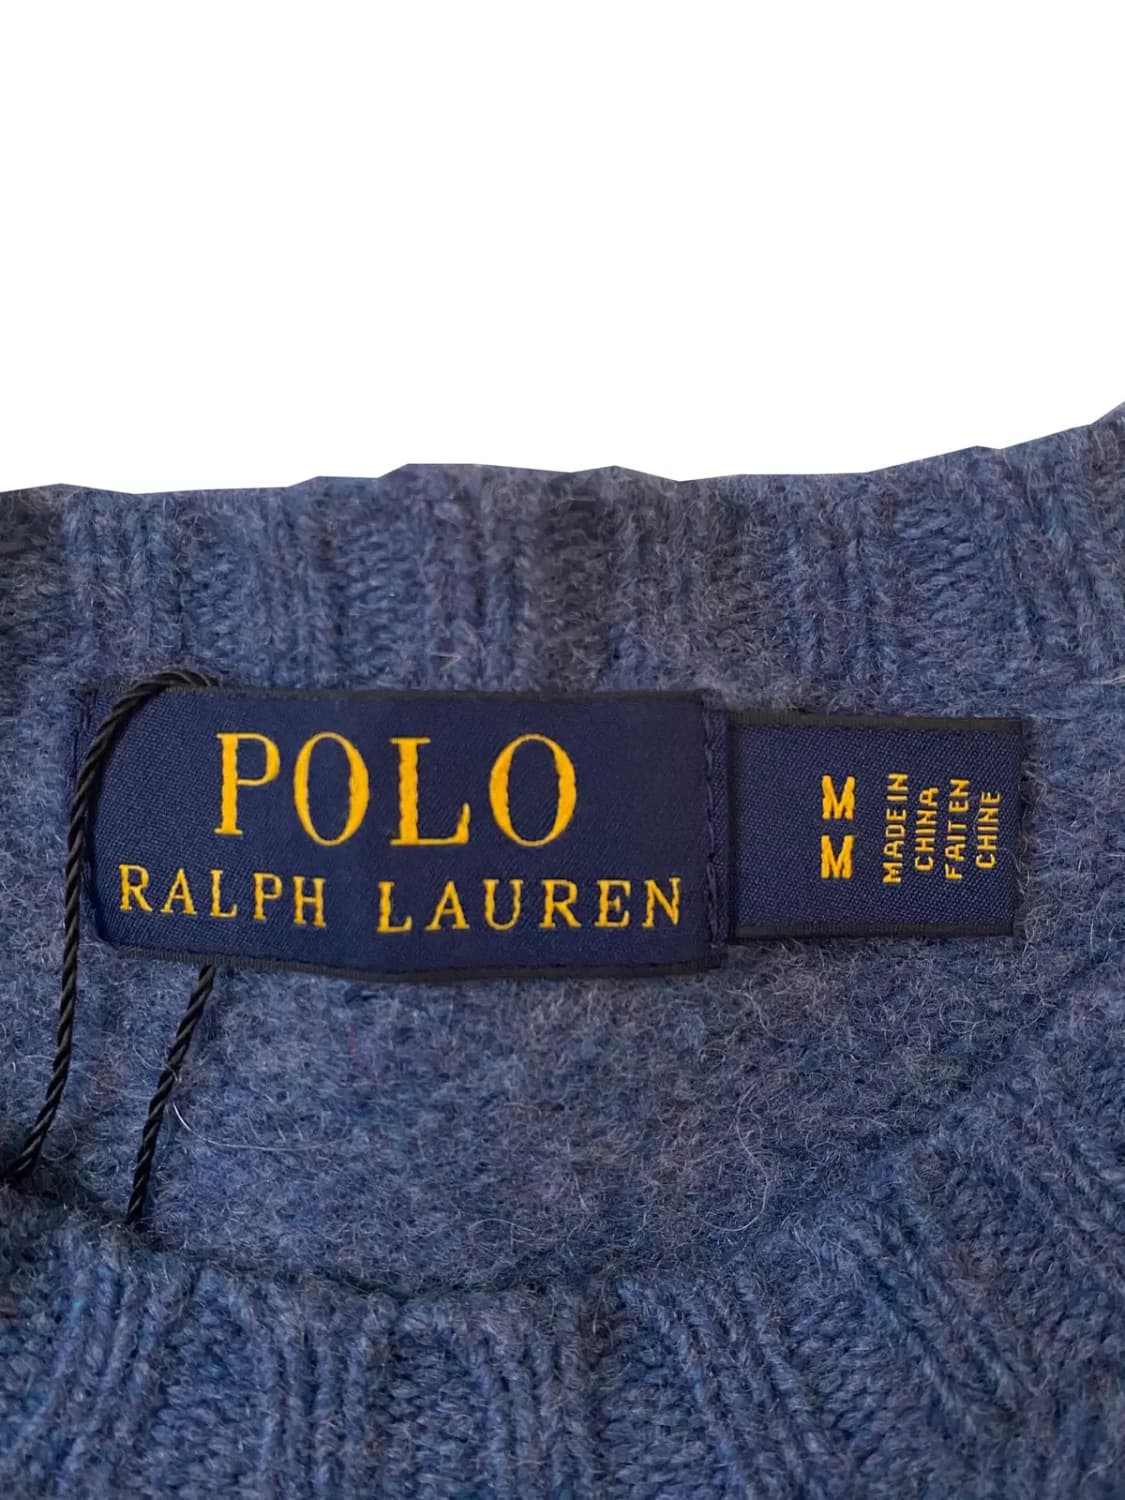 POLO
RALPH LAUREN
M
M
MADE IN
CHINA
FAIT EN
CHINE